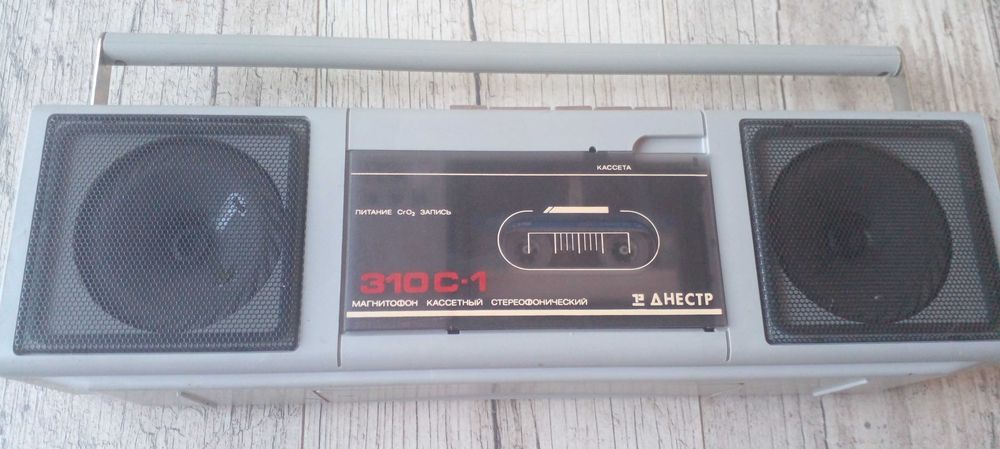 КАССЕТА
ПИТАНИЕ CrO₂ ЗАПИСЬ
310С-1
МАГНИТОФОН КАССЕТНЫЙ СТЕРЕОФОНИЧЕСКИЙ
ДНЕСТР